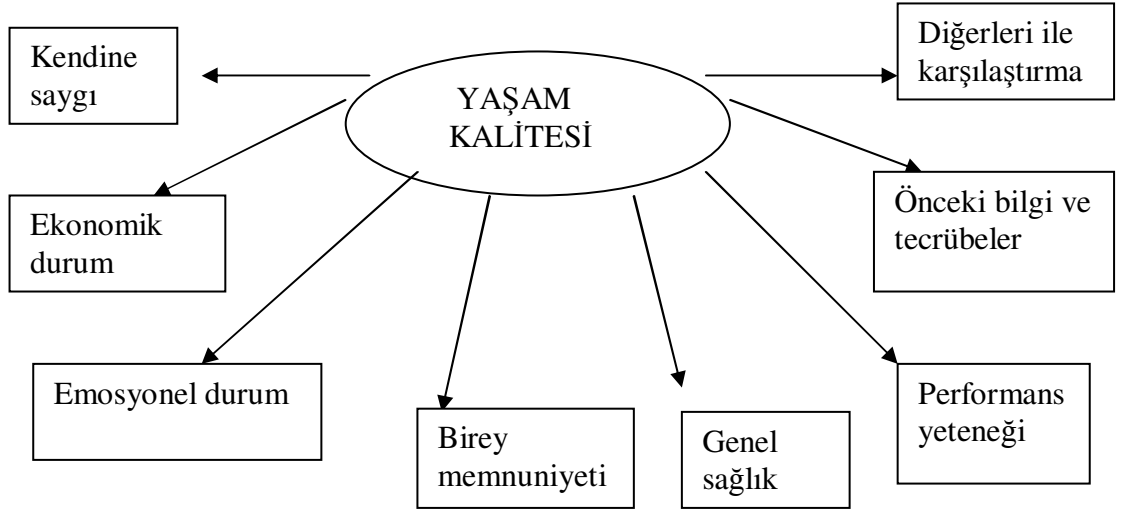 YAŞAM
KALİTESİ
Kendine
saygı
Ekonomik
durum
Emosyonel durum
Birey
memnuniyeti
Genel
sağlık
Performans
yeteneği
Önceki bilgi ve
tecrübeler
Diğerleri ile
karşılaştırma